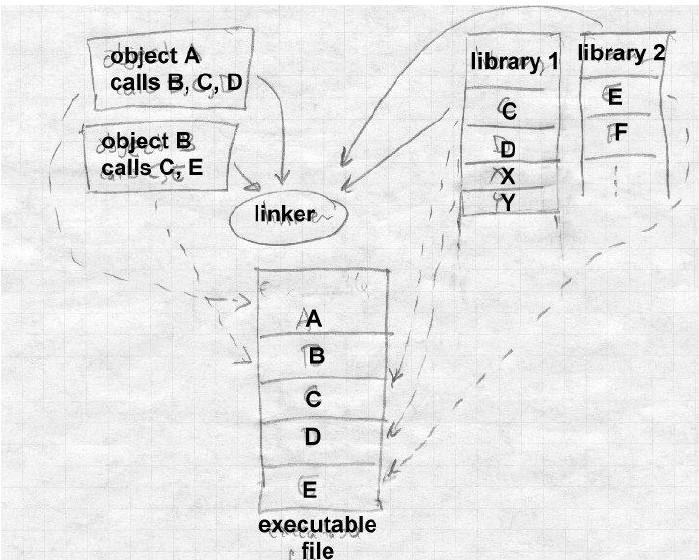 object A
calls B, C, D
object B
calls C, E
linker
library 1
C
D
X
Y
library 2
E
F
A
B
C
D
E
executable
file